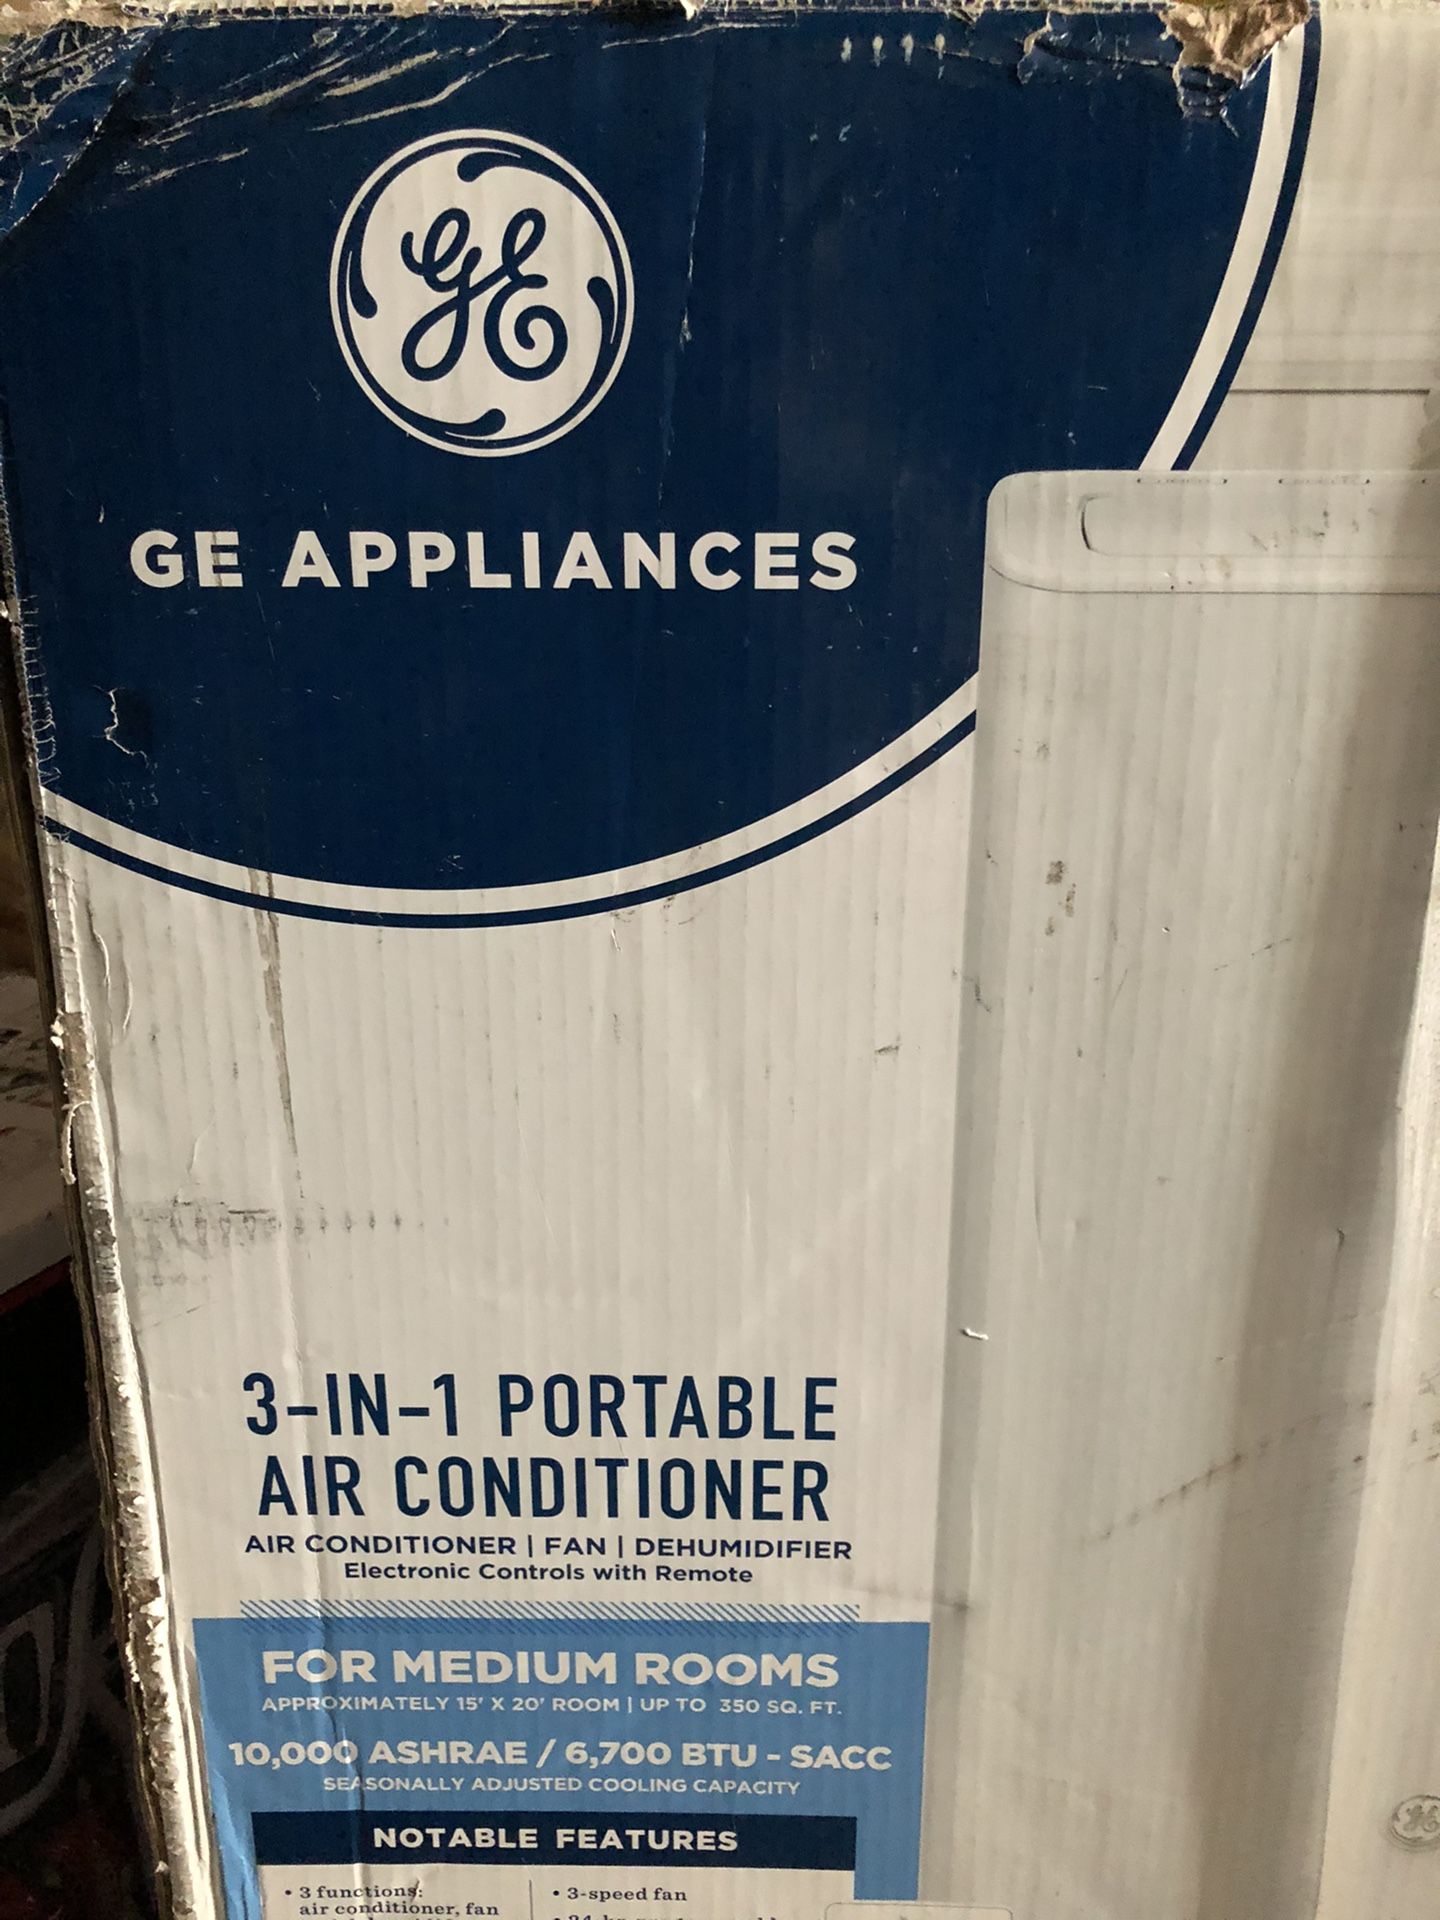 GE
GE APPLIANCES
3-IN-1 PORTABLE
AIR CONDITIONER
AIR CONDITIONER | FAN | DEHUMIDIFIER
Electronic Controls with Remote
FOR MEDIUM ROOMS
APPROXIMATELY 15' X 20' ROOM | UP TO 350 SQ. FT.
10,000 ASHRAE / 6,700 BTU - SACC
SEASONALLY ADJUSTED COOLING CAPACITY
NOTABLE FEATURES
• 3 functions:
air conditioner, fan
• 3-speed fan
GE